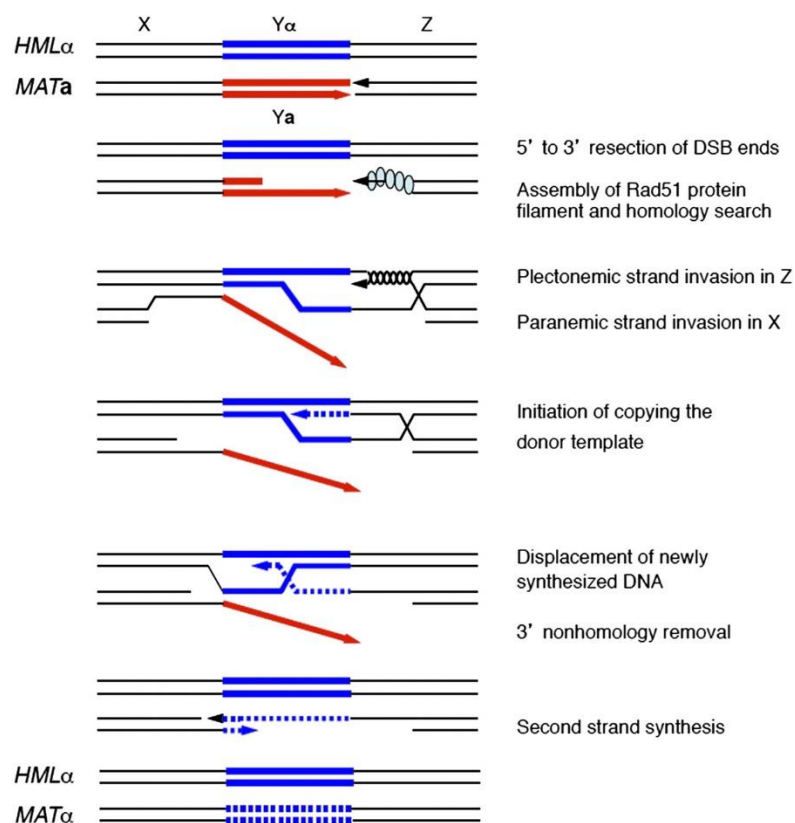 X Yα Z
HMLα
MATa
Ya
5’ to 3’ resection of DSB ends
Assembly of Rad51 protein
filament and homology search
Plectonemic strand invasion in Z
Paranemic strand invasion in X
Initiation of copying the
donor template
Displacement of newly
synthesized DNA
3’ nonhomology removal
Second strand synthesis
HMLα
MATα